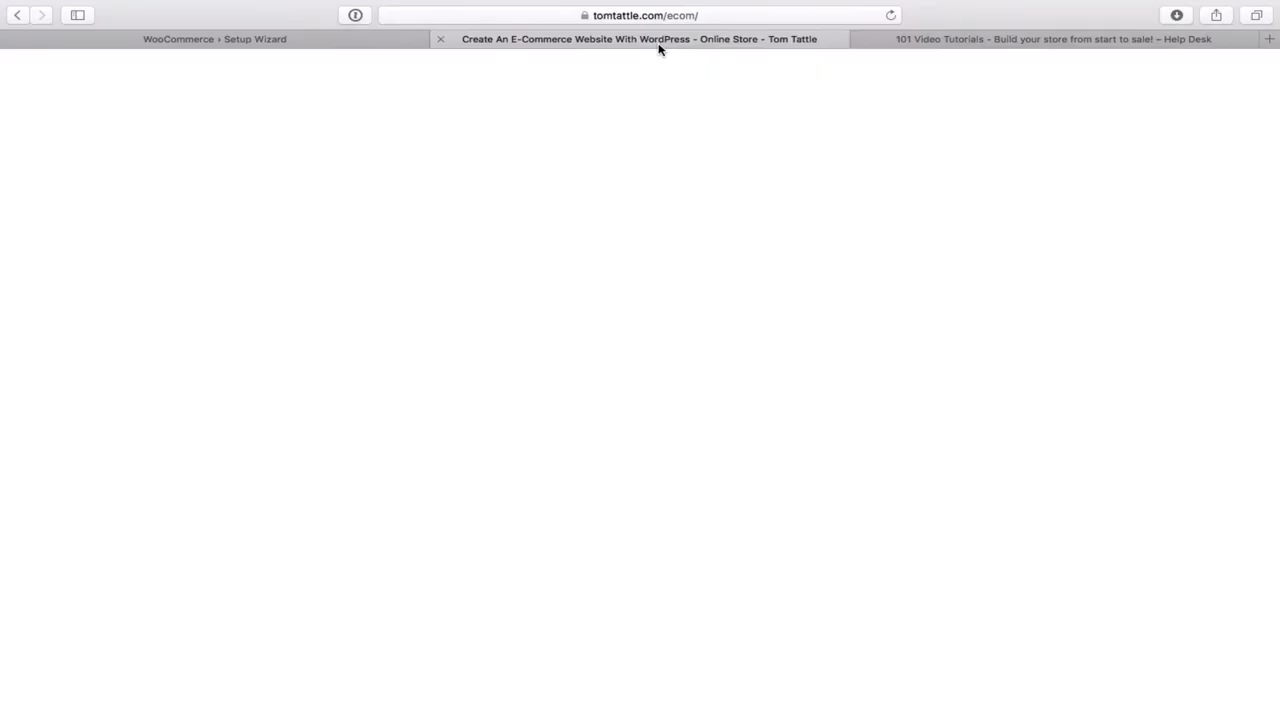 tomtattle.com/ecom/
WooCommerce › Setup Wizard
Create An E-Commerce Website With WordPress - Online Store - Tom Tattle
101 Video Tutorials - Build your store from start to sale! – Help Desk